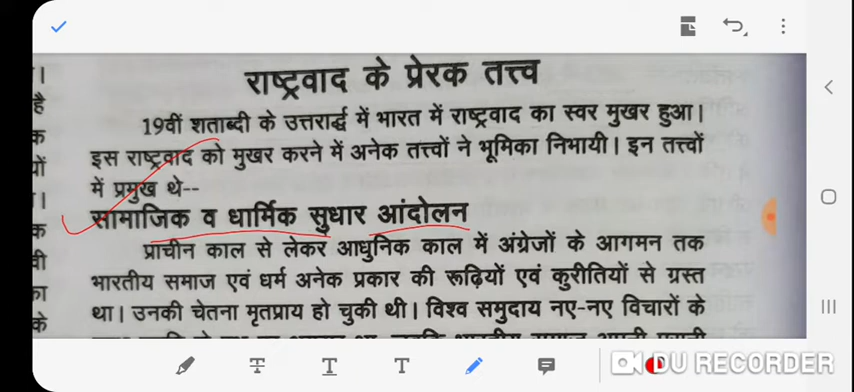 राष्ट्रवाद के प्रेरक तत्त्व
19वीं शताब्दी के उत्तरार्द्ध में भारत में राष्ट्रवाद का स्वर मुखर हुआ।
इस राष्ट्रवाद को मुखर करने में अनेक तत्त्वों ने भूमिका निभायी। इन तत्त्वों
में प्रमुख थे--
सामाजिक व धार्मिक सुधार आंदोलन
प्राचीन काल से लेकर आधुनिक काल में अंग्रेजों के आगमन तक
भारतीय समाज एवं धर्म अनेक प्रकार की रूढ़ियों एवं कुरीतियों से ग्रस्त
था। उनकी चेतना मृतप्राय हो चुकी थी। विश्व समुदाय नए-नए विचारों के
DU RECORDER